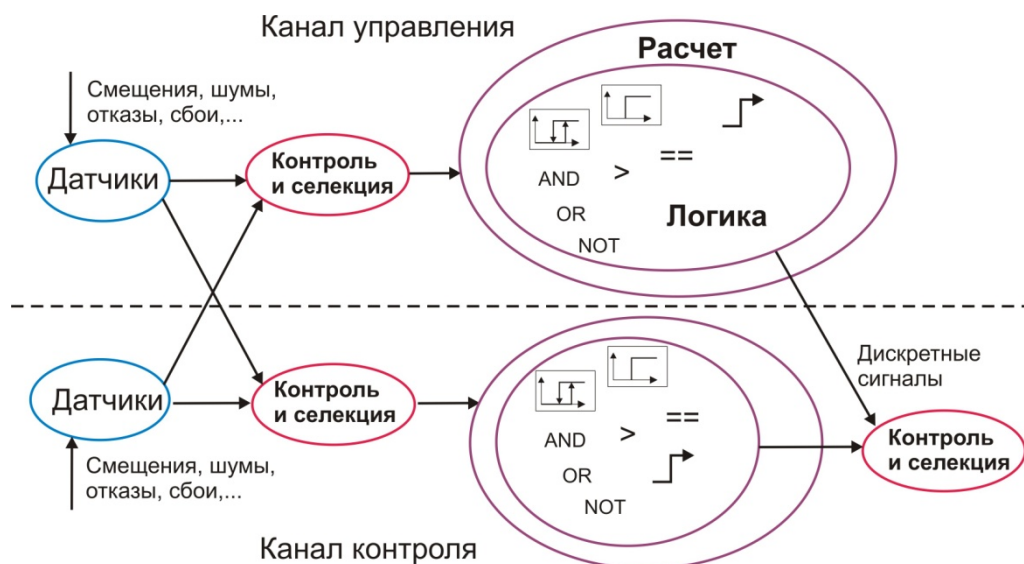 Канал управления
Расчет
Смещения, шумы,
отказы, сбои,...
Датчики
Контроль
и селекция
==
AND
>
OR
Логика
NOT
Дискретные
сигналы
Датчики
Контроль
и селекция
==
AND
>
OR
NOT
Контроль
и селекция
Смещения, шумы,
отказы, сбои,...
Канал контроля